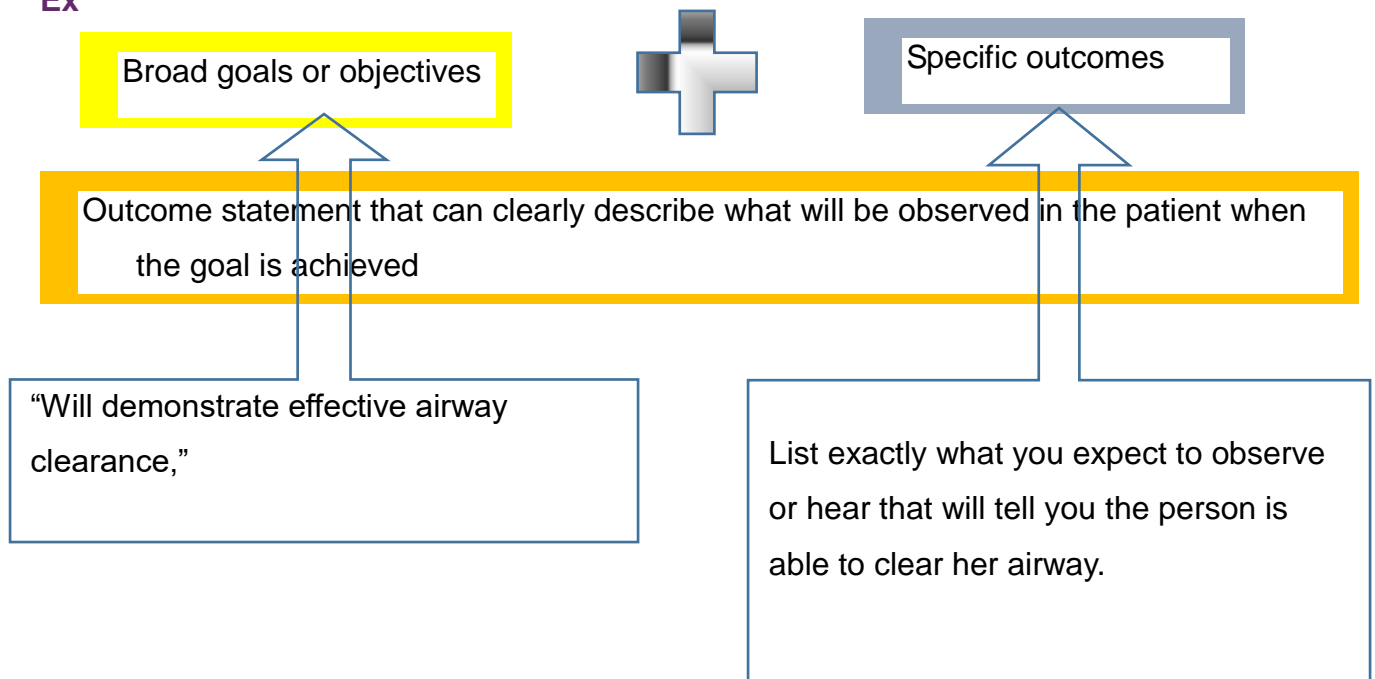 Ex
Broad goals or objectives
Specific outcomes
Outcome statement that can clearly describe what will be observed in the patient when
the goal is achieved
“Will demonstrate effective airway
clearance,”
List exactly what you expect to observe
or hear that will tell you the person is
able to clear her airway.